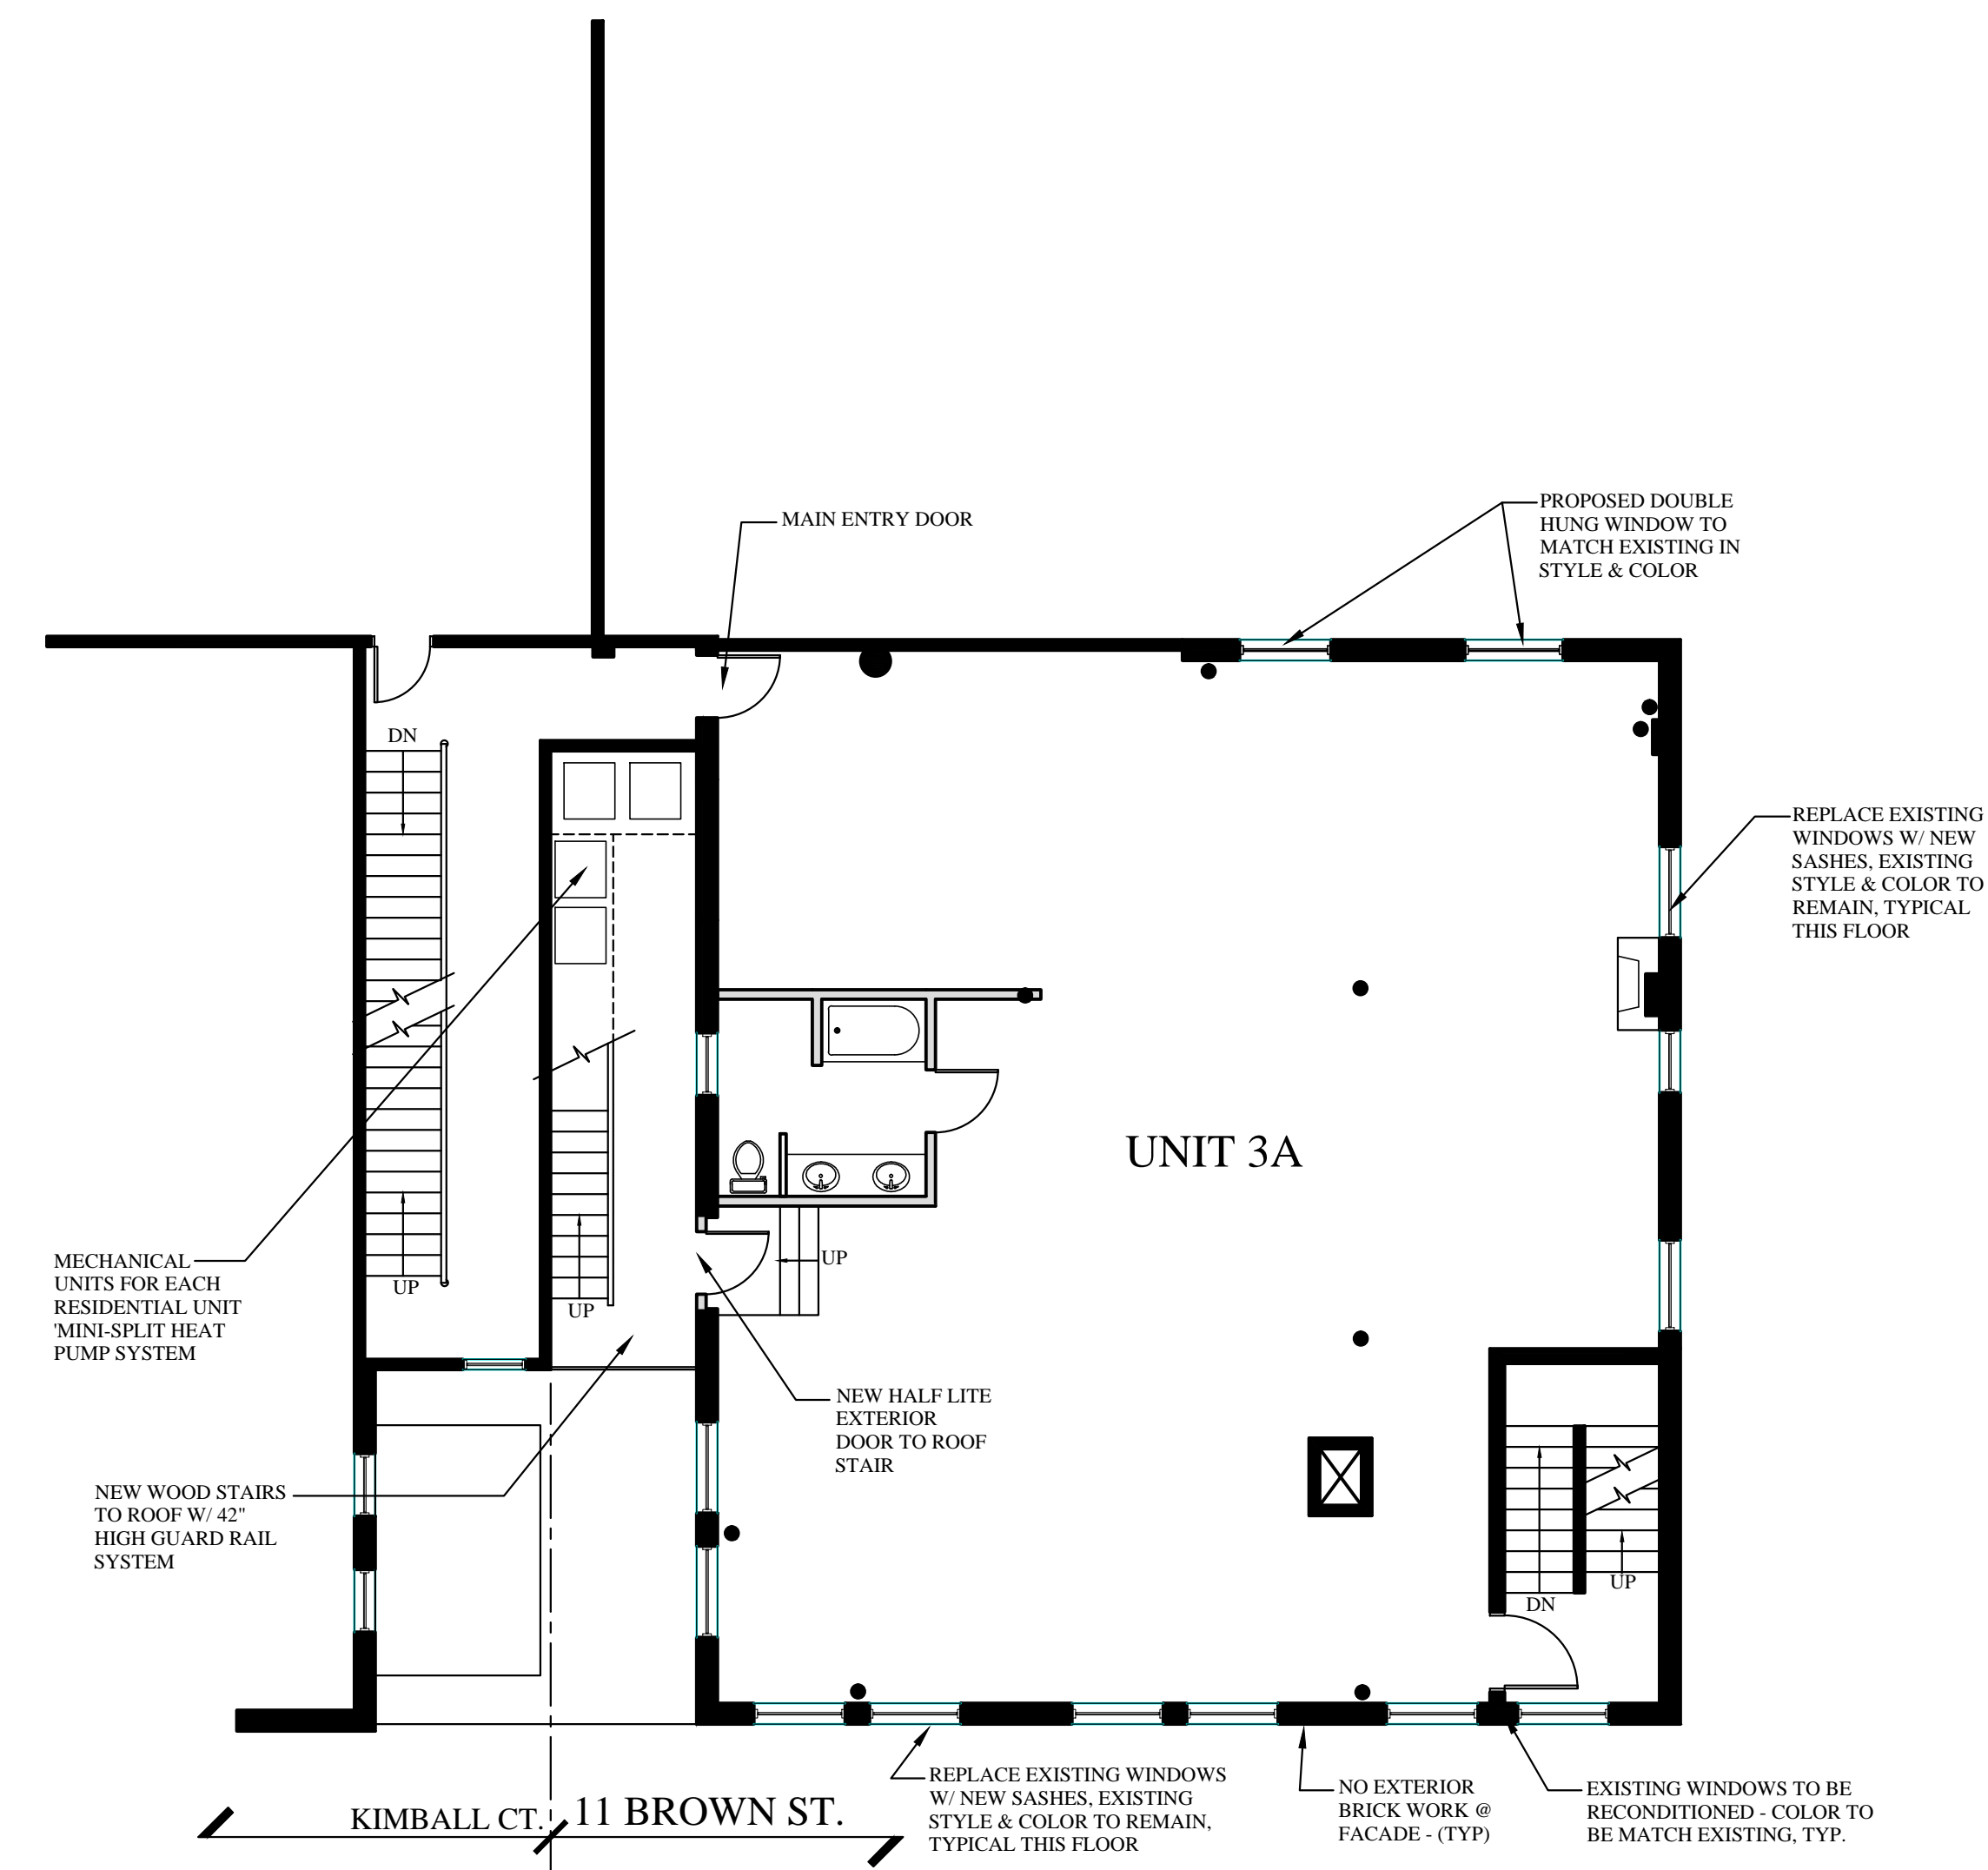 MAIN ENTRY DOOR
PROPOSED DOUBLE
HUNG WINDOW TO
MATCH EXISTING IN
STYLE & COLOR
DN
REPLACE EXISTING
WINDOWS W/ NEW
SASHES, EXISTING
STYLE & COLOR TO
REMAIN, TYPICAL
THIS FLOOR
UNIT 3A
MECHANICAL
UNITS FOR EACH
RESIDENTIAL UNIT
'MINI-SPLIT HEAT
PUMP SYSTEM
UP
UP
UP
NEW HALF LITE
EXTERIOR
DOOR TO ROOF
STAIR
NEW WOOD STAIRS
TO ROOF W/ 42"
HIGH GUARD RAIL
SYSTEM
UP
DN
REPLACE EXISTING WINDOWS
W/ NEW SASHES, EXISTING
STYLE & COLOR TO REMAIN,
TYPICAL THIS FLOOR
NO EXTERIOR
BRICK WORK @
FACADE - (TYP)
EXISTING WINDOWS TO BE
RECONDITIONED - COLOR TO
BE MATCH EXISTING, TYP.
KIMBALL CT.
11 BROWN ST.